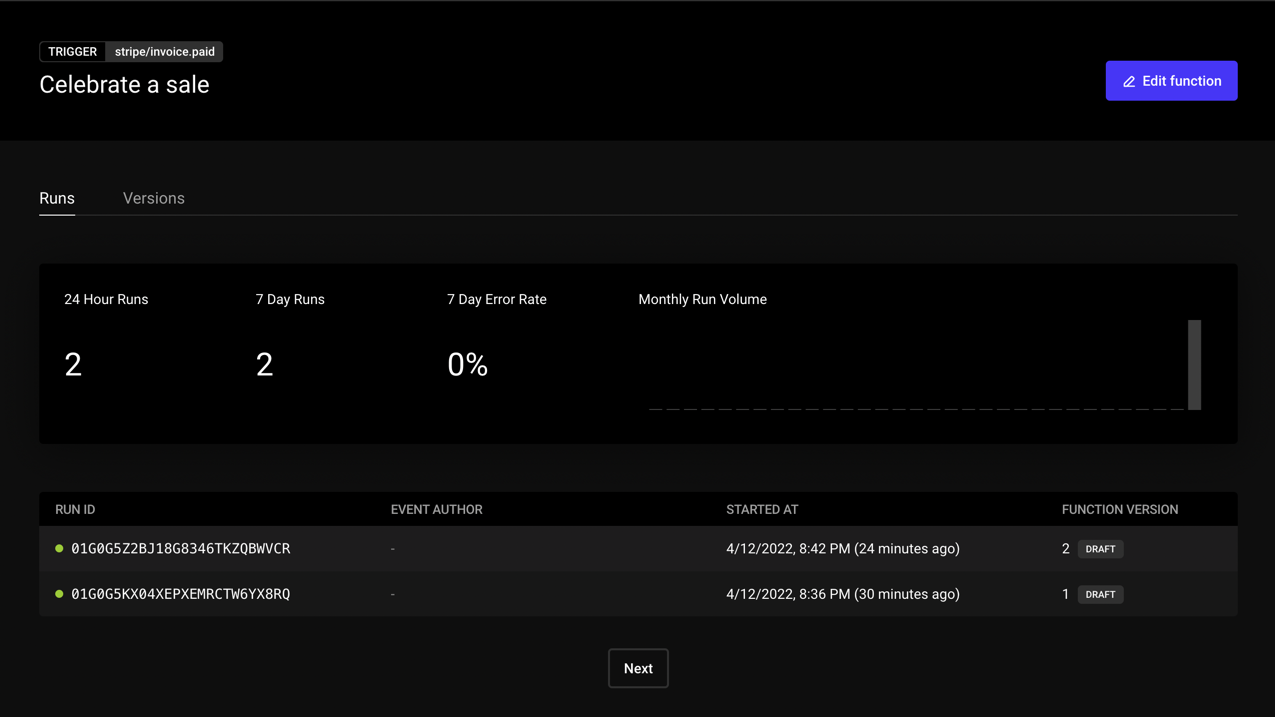 TRIGGER stripe/invoice.paid
Celebrate a sale
Edit function
Runs Versions
24 Hour Runs 7 Day Runs 7 Day Error Rate Monthly Run Volume
2 2 0%
RUN ID EVENT AUTHOR STARTED AT FUNCTION VERSION
01G0G5Z2BJ18G8346TKZQBWVCR - 4/12/2022, 8:42 PM (24 minutes ago) 2 DRAFT
01G0G5KX04XEPXEMRCTW6YX8RQ - 4/12/2022, 8:36 PM (30 minutes ago) 1 DRAFT
Next